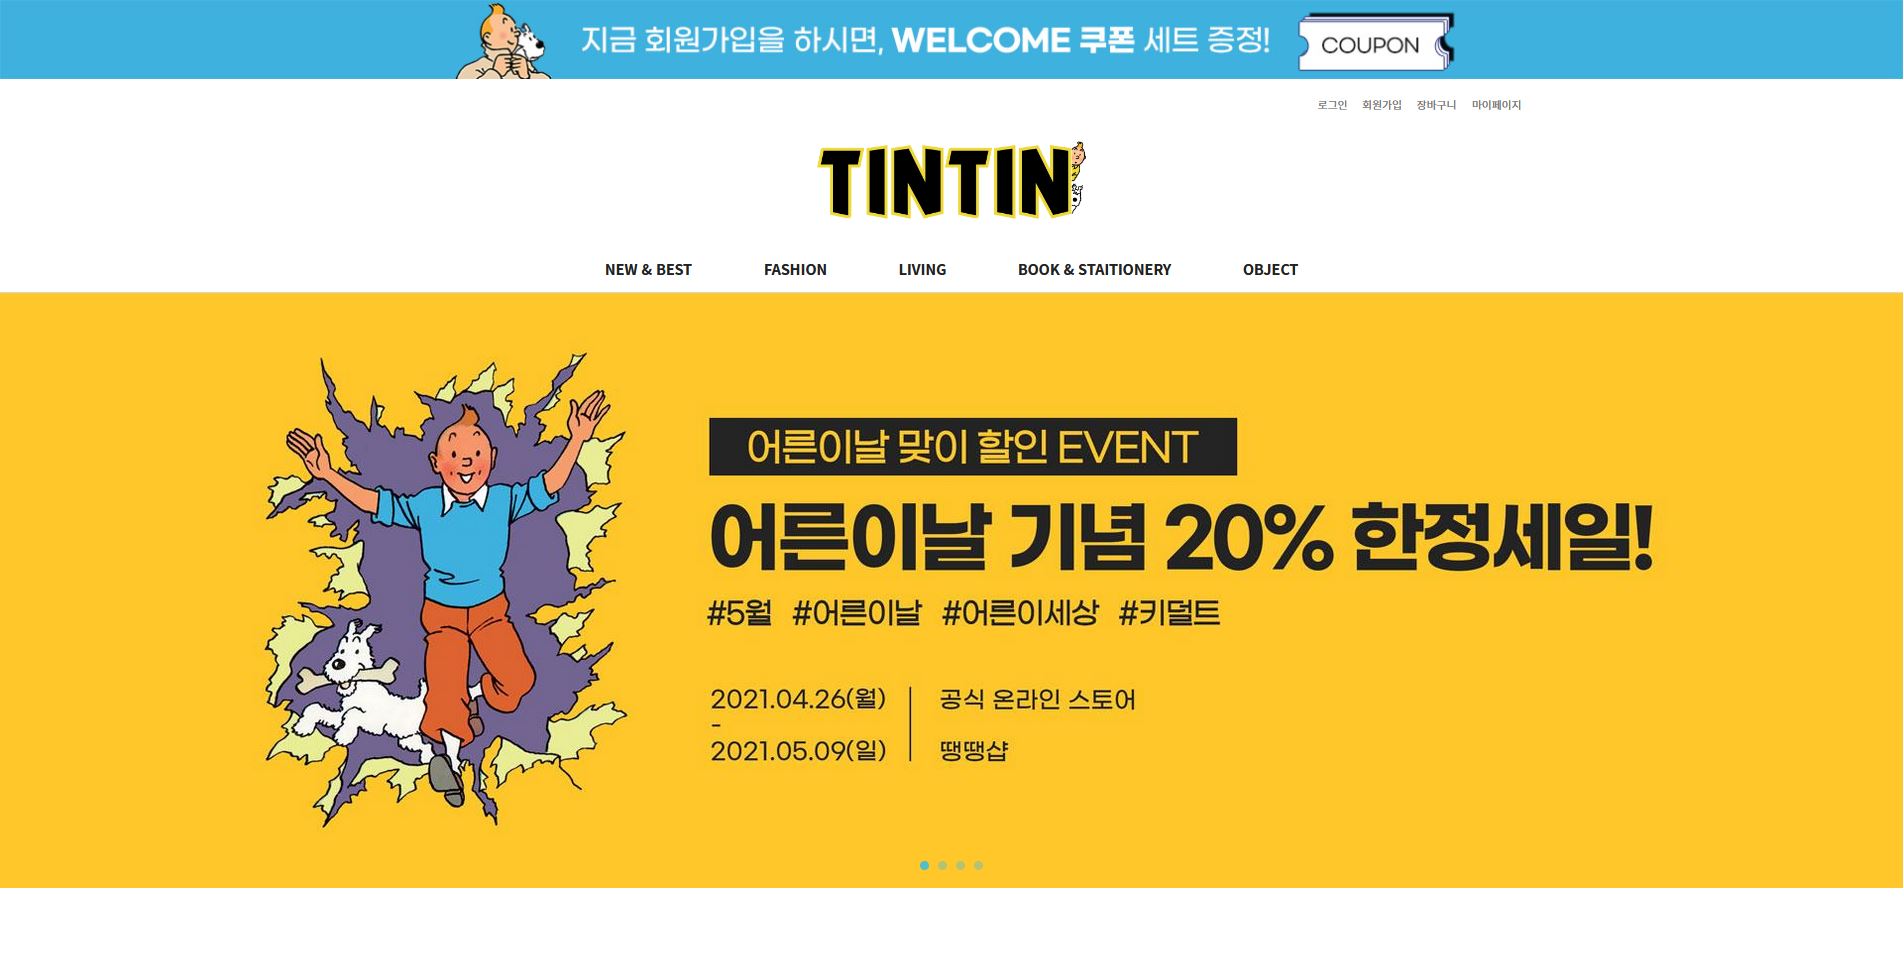 지금 회원가입을 하시면, WELCOME 쿠폰 세트 증정!
COUPON
로그인 회원가입 장바구니 마이페이지
TINTIN
NEW & BEST FASHION LIVING BOOK & STAITIONERY OBJECT
어른이날 맞이 할인 EVENT
어른이날 기념 20% 한정세일!
#5월 #어른이날 #어른이세상 #키덜트
2021.04.26(월)
-
2021.05.09(일)
공식 온라인 스토어
땡땡샵